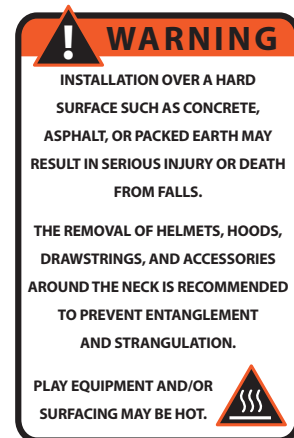 WARNING
INSTALLATION OVER A HARD
SURFACE SUCH AS CONCRETE,
ASPHALT, OR PACKED EARTH MAY
RESULT IN SERIOUS INJURY OR DEATH
FROM FALLS.
THE REMOVAL OF HELMETS, HOODS,
DRAWSTRINGS, AND ACCESSORIES
AROUND THE NECK IS RECOMMENDED
TO PREVENT ENTANGLEMENT
AND STRANGULATION.
PLAY EQUIPMENT AND/OR
SURFACING MAY BE HOT.